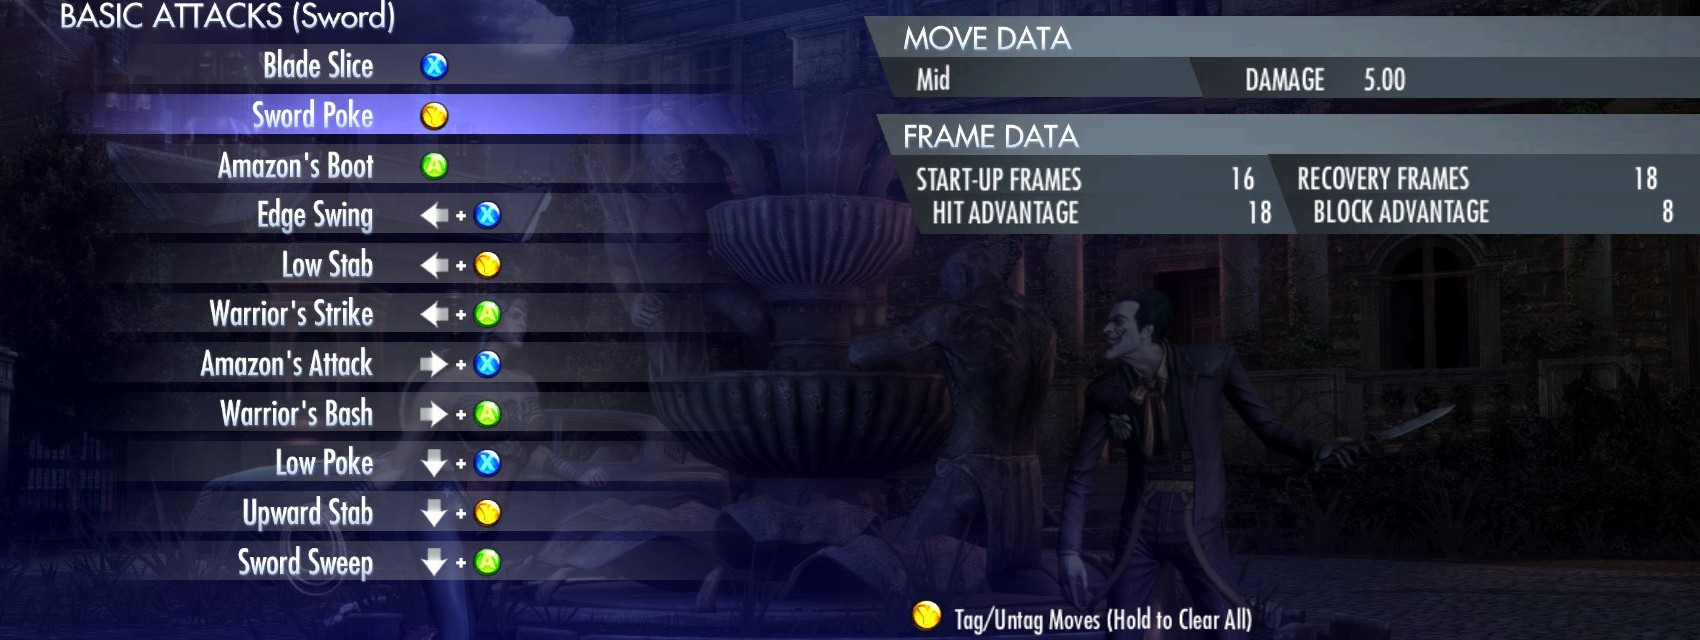 BASIC ATTACKS (Sword)
Blade Slice X
Sword Poke Y
Amazon's Boot A
Edge Swing + X
Low Stab + Y
Warrior's Strike + A
Amazon's Attack + X
Warrior's Bash + A
Low Poke + X
Upward Stab + Y
Sword Sweep + A
MOVE DATA
Mid DAMAGE 5.00
FRAME DATA
START-UP FRAMES 16 RECOVERY FRAMES 18
HIT ADVANTAGE 18 BLOCK ADVANTAGE 8
Y Tag/Untag Moves (Hold to Clear All)